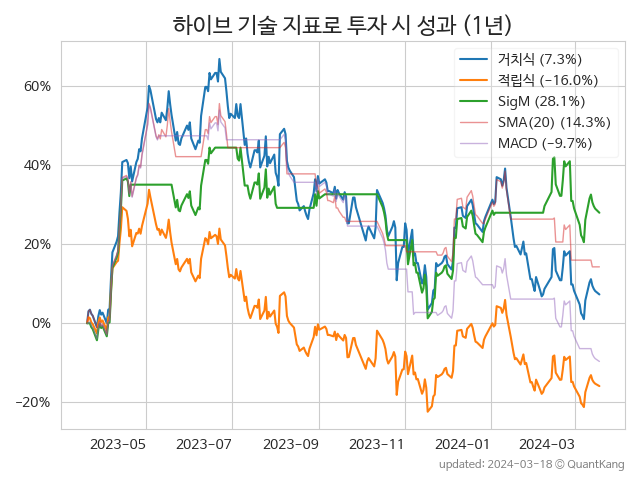 하이브 기술 지표로 투자 시 성과 (1년)
거치식 (7.3%)
적립식 (−16.0%)
SigM (28.1%)
SMA(20) (14.3%)
MACD (−9.7%)
60%
40%
20%
0%
−20%
2023-05 2023-07 2023-09 2023-11 2024-01 2024-03
updated: 2024-03-18 © QuantKang